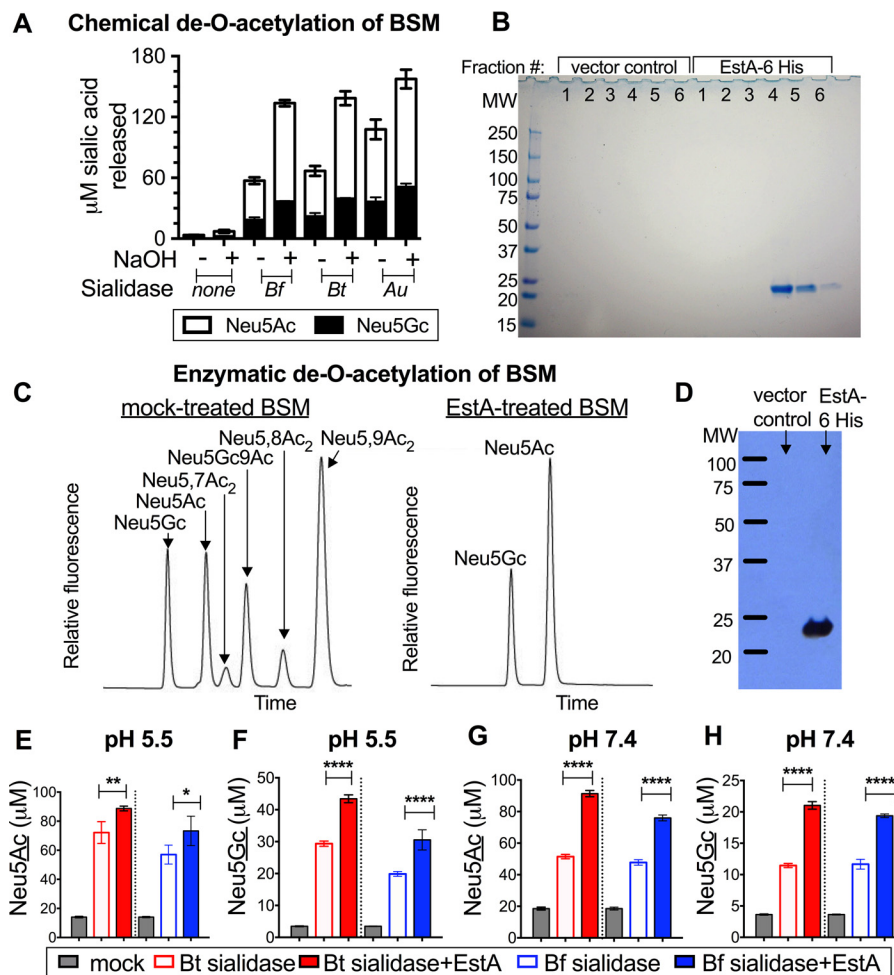 A Chemical de-O-acetylation of BSM
μM sialic acid released
180
120
60
0
NaOH - + - + - + - +
Sialidase none Bf Bt Au
Neu5Ac Neu5Gc
B
Fraction #: vector control EstA-6 His
MW 1 2 3 4 5 6 1 2 3 4 5 6
250
150
100
75
50
37
25
20
15
C Enzymatic de-O-acetylation of BSM
mock-treated BSM
Relative fluorescence
Neu5,8Ac2
Neu5,9Ac2
Neu5Gc9Ac
Neu5,7Ac2
Neu5Ac
Neu5Gc
Time
EstA-treated BSM
Relative fluorescence
Neu5Ac
Neu5Gc
Time
D
vector control
EstA-6 His
MW
100
75
50
37
25
20
E pH 5.5
Neu5Ac (μM)
100
80
60
40
20
0
**
*
F pH 5.5
Neu5Gc (μM)
50
40
30
20
10
0
****
****
G pH 7.4
Neu5Ac (μM)
100
80
60
40
20
0
****
****
H pH 7.4
Neu5Gc (μM)
25
20
15
10
5
0
****
****
mock Bt sialidase Bt sialidase+EstA Bf sialidase Bf sialidase+EstA